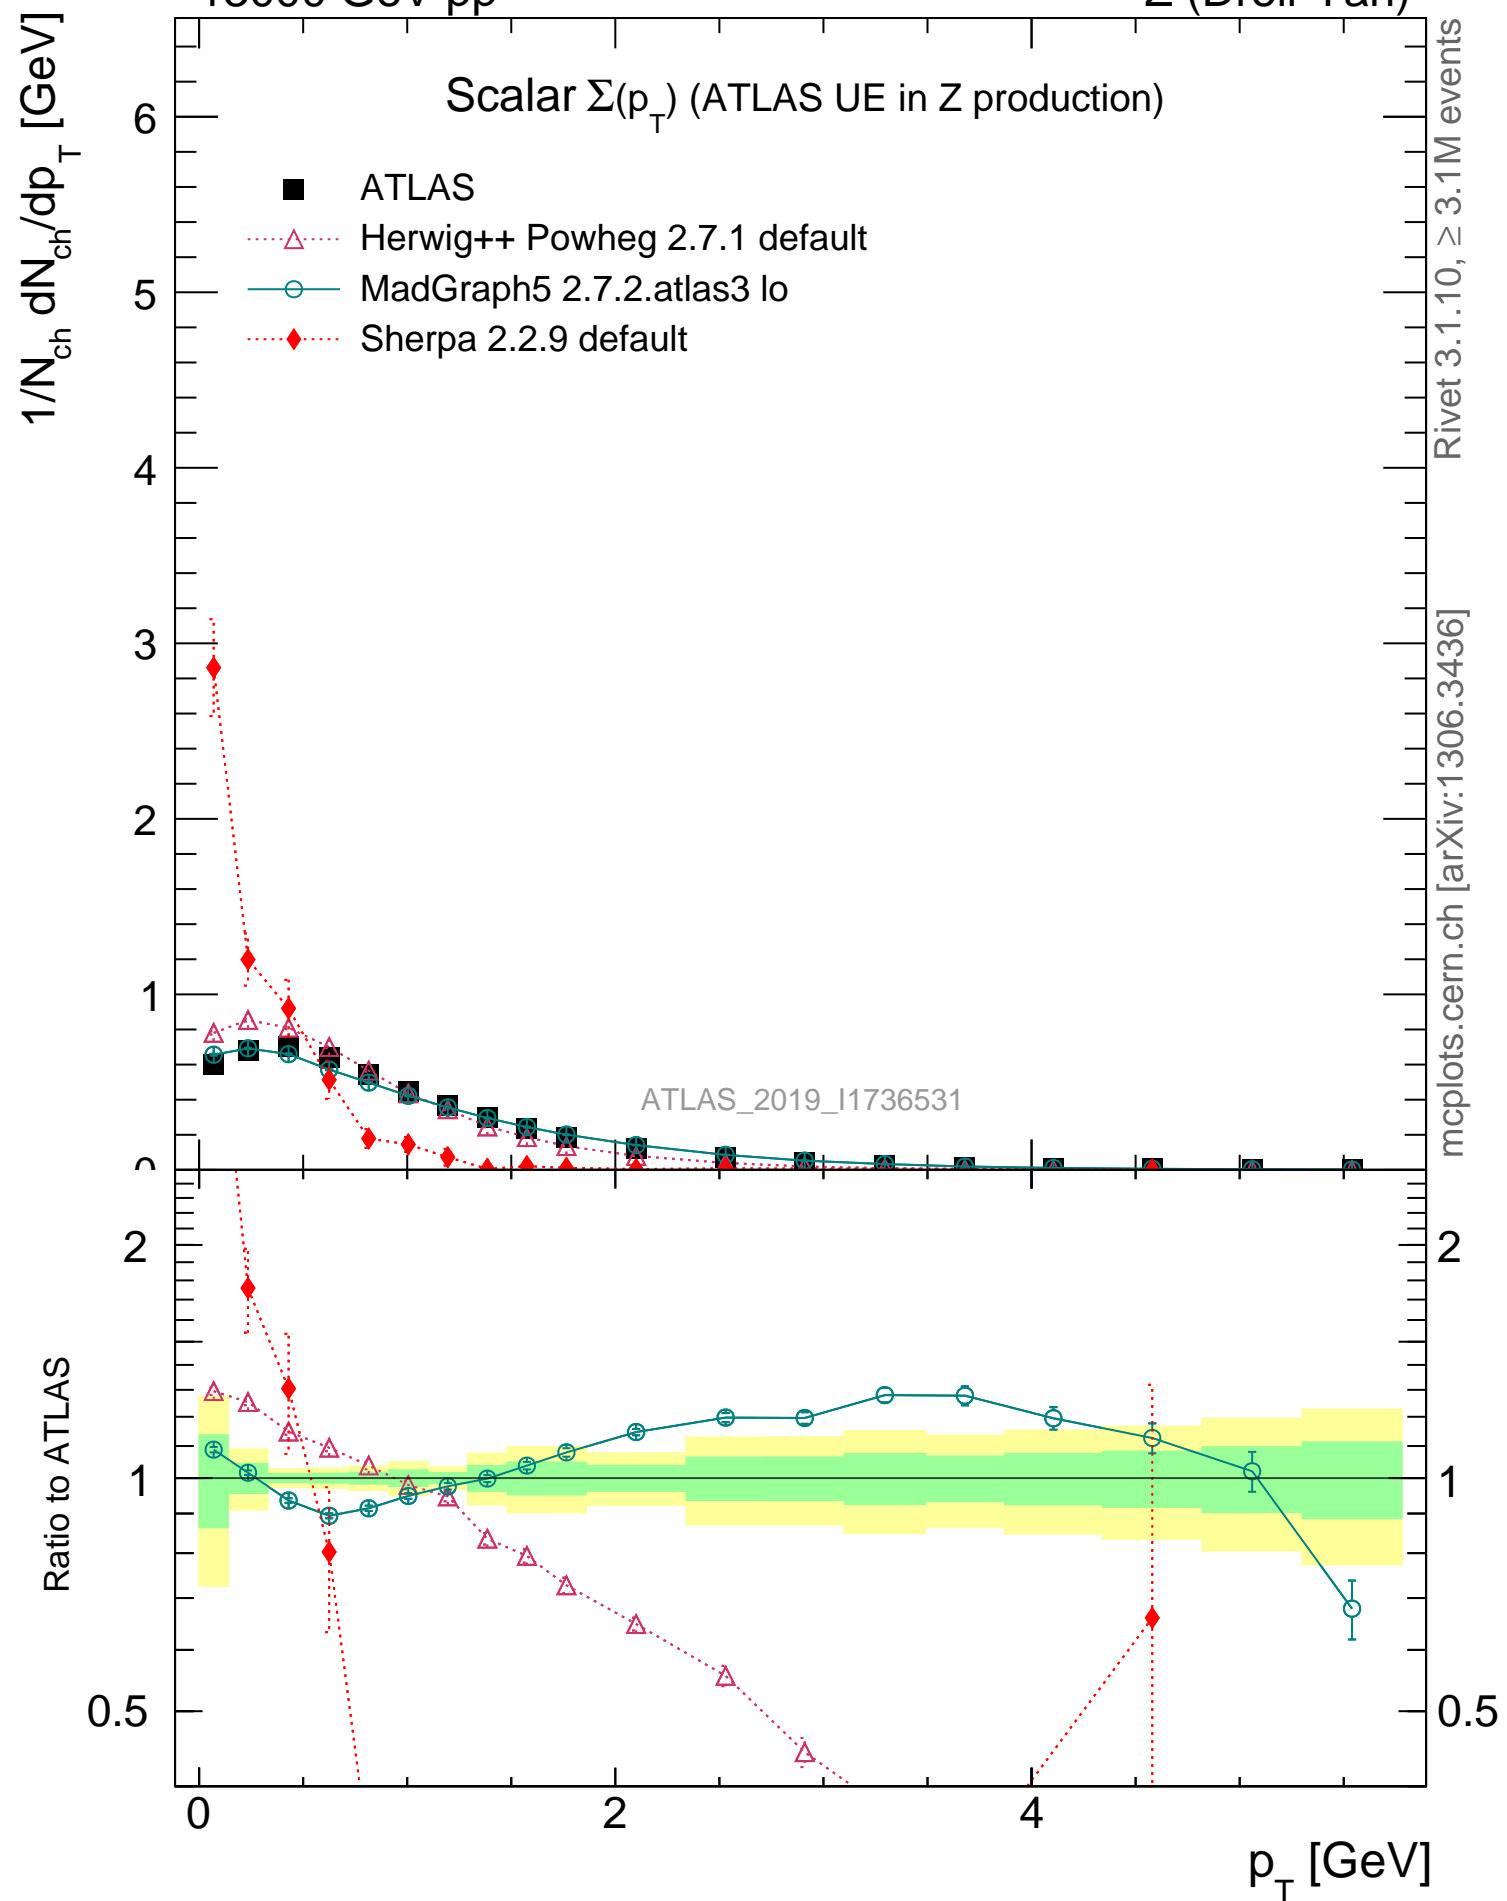 Scalar Σ(p_T) (ATLAS UE in Z production)
1/N_ch dN_ch/dp_T [GeV]
6
5
4
3
2
1
ATLAS
Herwig++ Powheg 2.7.1 default
MadGraph5 2.7.2.atlas3 lo
Sherpa 2.2.9 default
ATLAS_2019_I1736531
Rivet 3.1.10, ≥ 3.1M events
mcplots.cern.ch [arXiv:1306.3436]
Ratio to ATLAS
2
1
0.5
2
1
0.5
0
2
4
p_T [GeV]